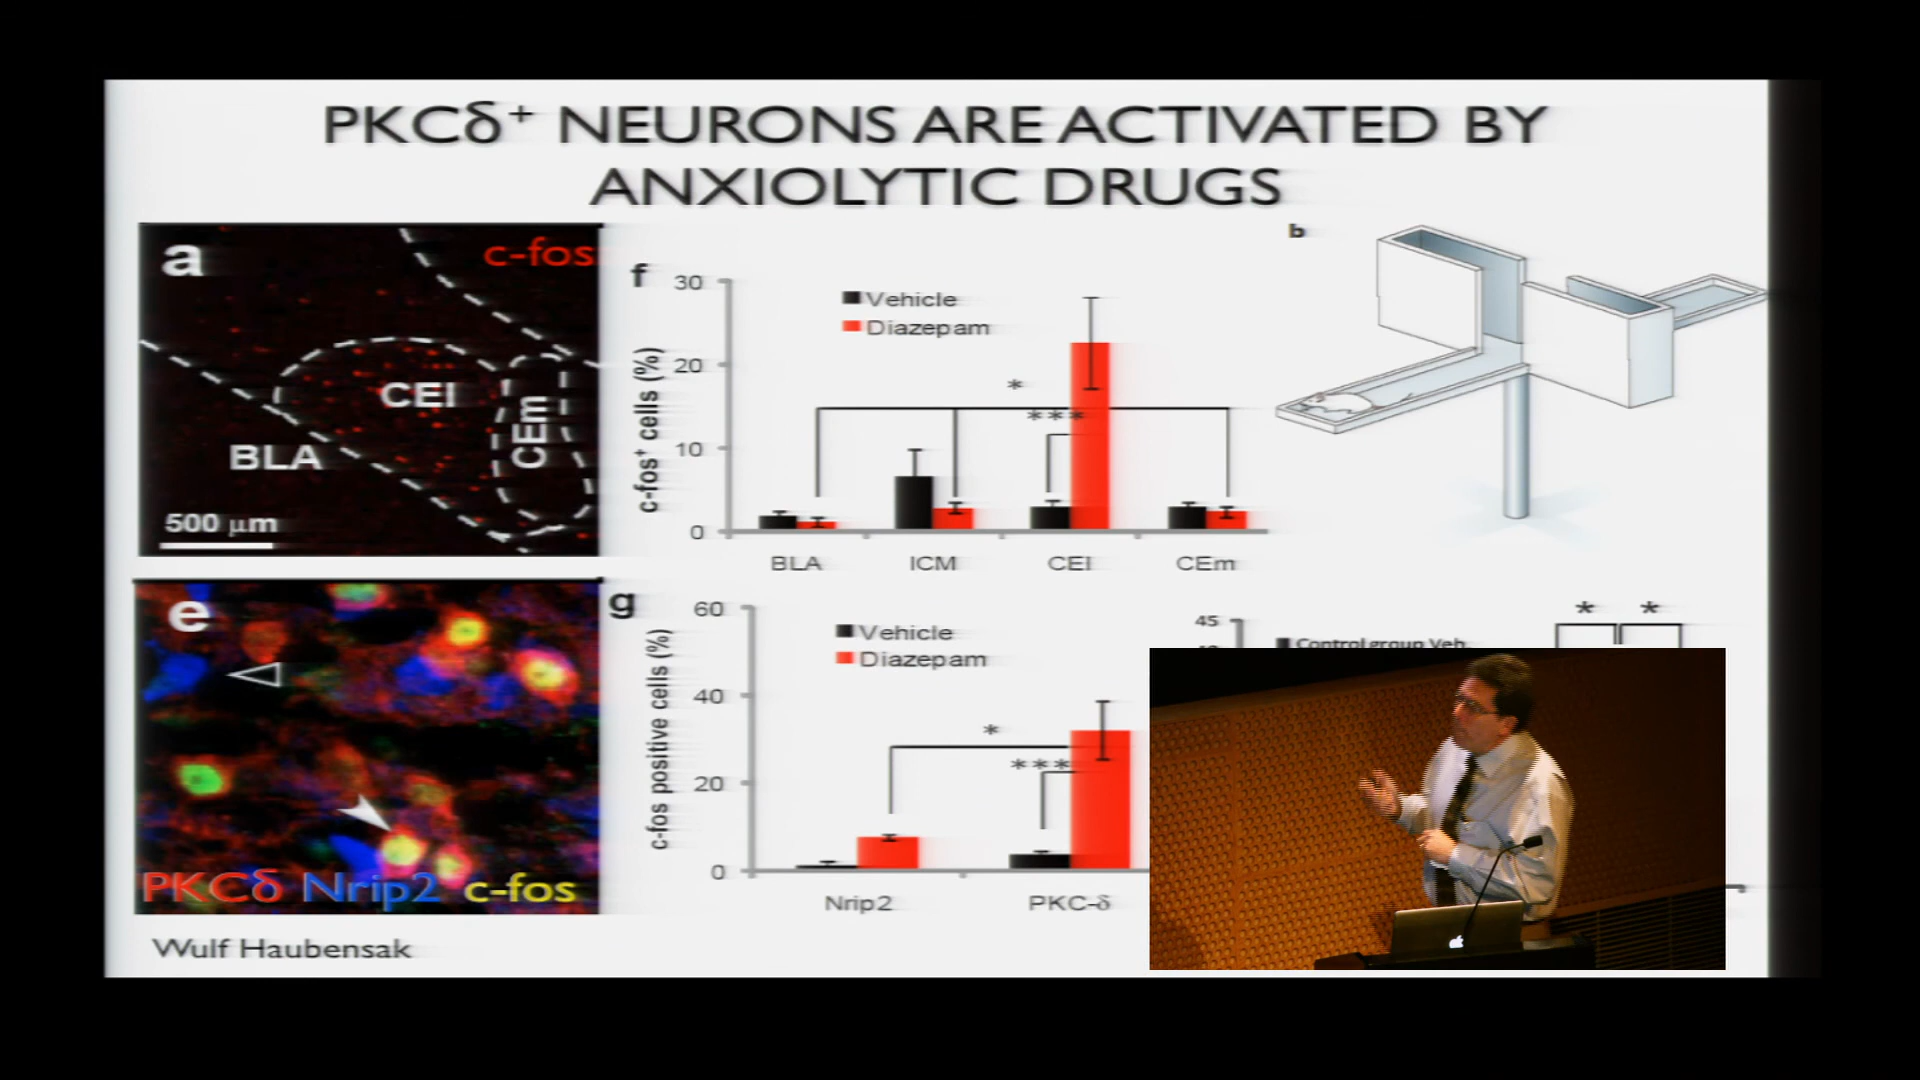 PKCδ⁺ NEURONS ARE ACTIVATED BY
ANXIOLYTIC DRUGS
a
c-fos
CEl
CEm
BLA
500 µm
f
c-fos⁺ cells (%)
30
20
10
0
Vehicle
Diazepam
*
***
BLA
ICM
CEl
CEm
b
e
PKCδ Nrip2 c-fos
g
c-fos positive cells (%)
60
40
20
0
Vehicle
Diazepam
*
***
Nrip2
PKC-δ
45
Control group Veh.
* *
Wulf Haubensak